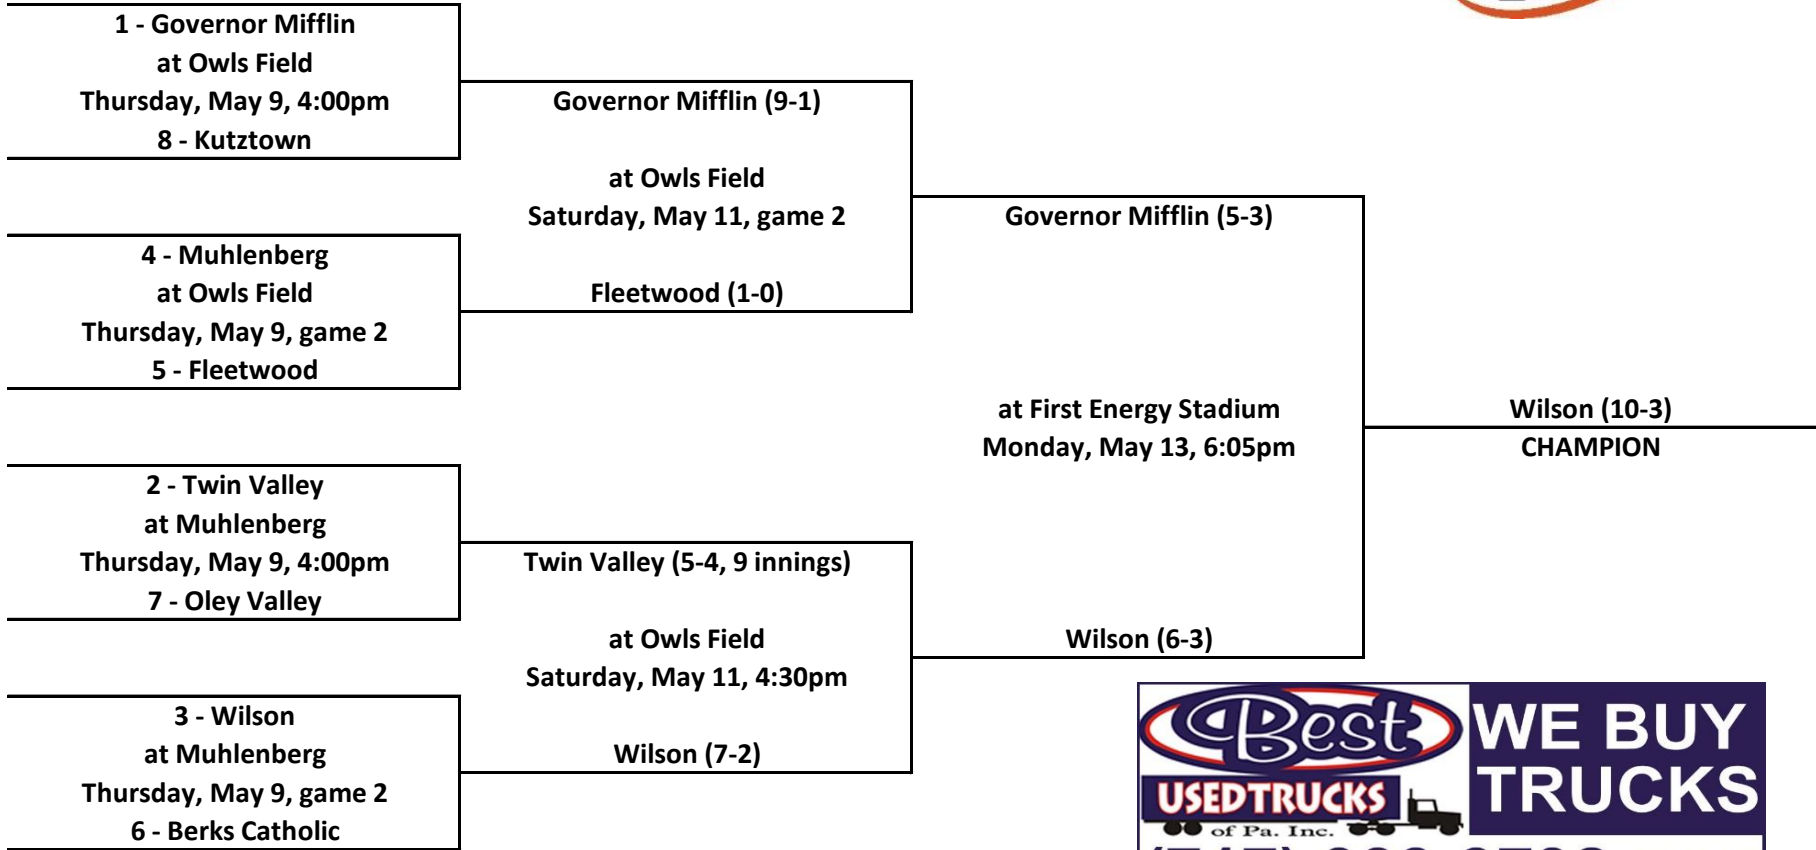 1 - Governor Mifflin
at Owls Field
Thursday, May 9, 4:00pm
8 - Kutztown
4 - Muhlenberg
at Owls Field
Thursday, May 9, game 2
5 - Fleetwood
2 - Twin Valley
at Muhlenberg
Thursday, May 9, 4:00pm
7 - Oley Valley
3 - Wilson
at Muhlenberg
Thursday, May 9, game 2
6 - Berks Catholic
Governor Mifflin (9-1)
at Owls Field
Saturday, May 11, game 2
Fleetwood (1-0)
Twin Valley (5-4, 9 innings)
at Owls Field
Saturday, May 11, 4:30pm
Wilson (7-2)
Governor Mifflin (5-3)
at First Energy Stadium
Monday, May 13, 6:05pm
Wilson (6-3)
Wilson (10-3)
CHAMPION
Best
USEDTRUCKS
of Pa. Inc.
WE BUY
TRUCKS